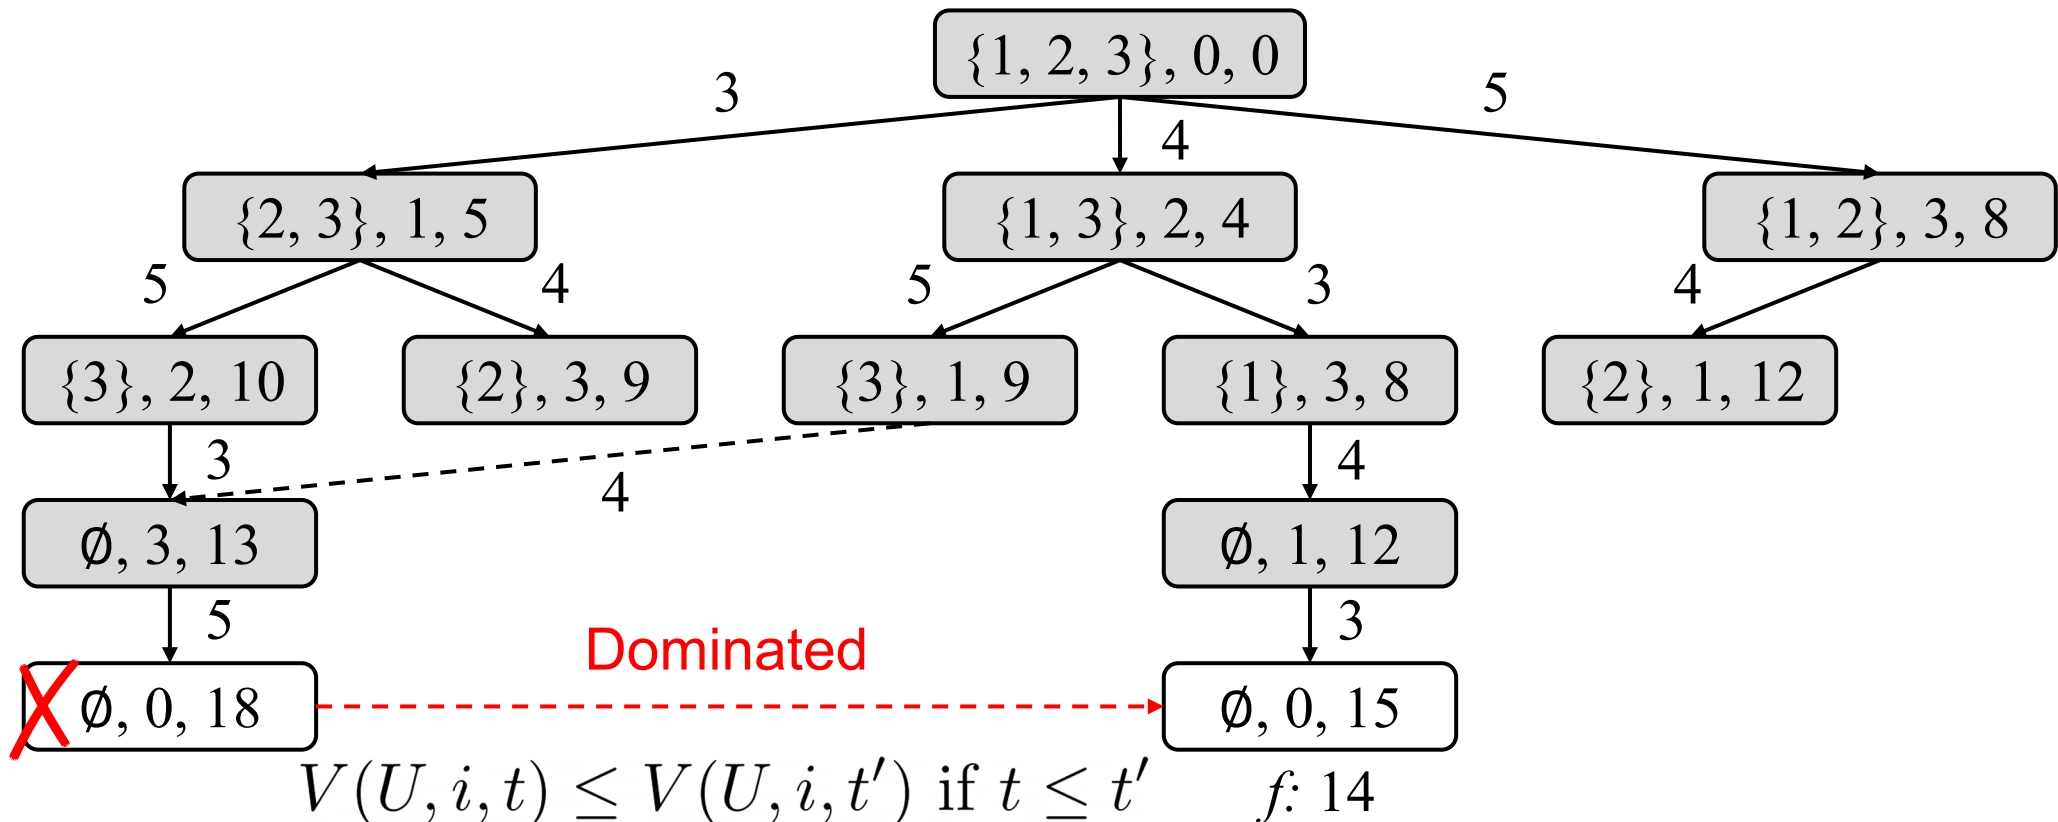 {1, 2, 3}, 0, 0
3
4
5
{2, 3}, 1, 5
{1, 3}, 2, 4
{1, 2}, 3, 8
5
4
5
3
4
{3}, 2, 10
{2}, 3, 9
{3}, 1, 9
{1}, 3, 8
{2}, 1, 12
3
4
4
∅, 3, 13
∅, 1, 12
5
3
Dominated
∅, 0, 18
∅, 0, 15
V(U, i, t) ≤ V(U, i, t′) if t ≤ t′
f: 14